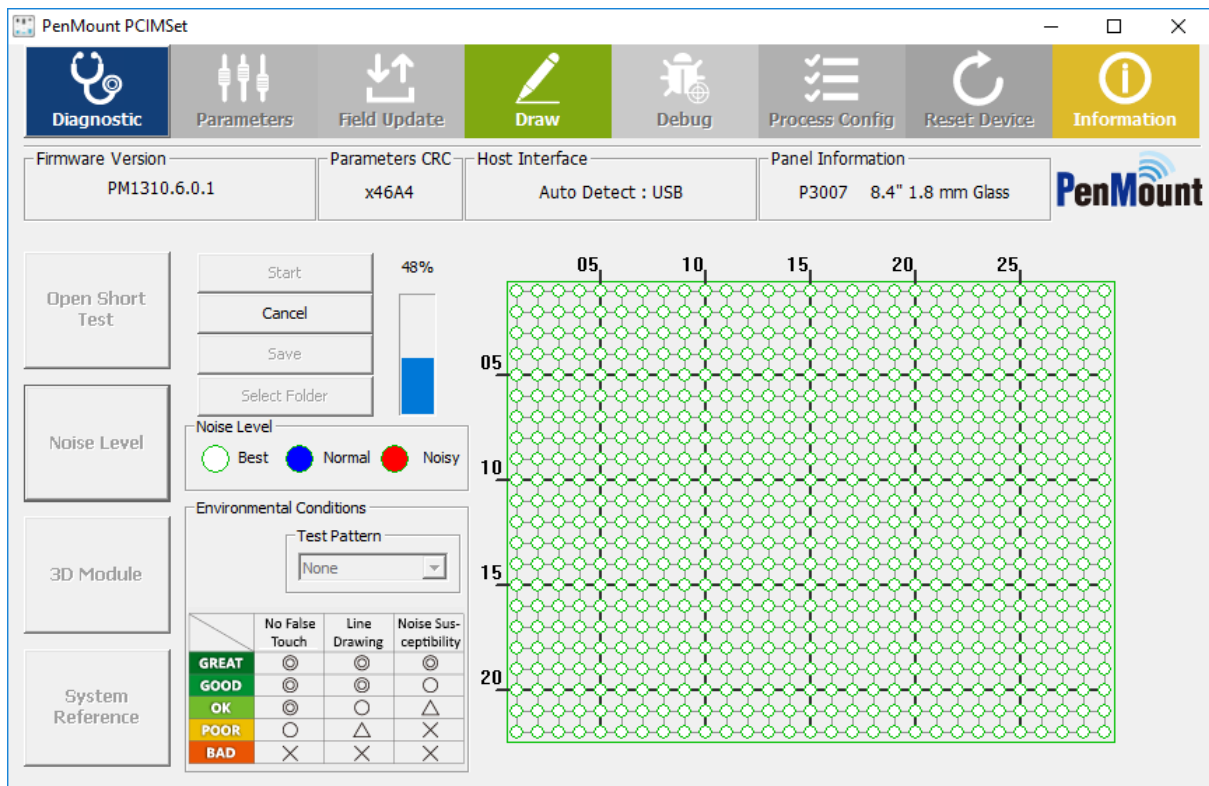 PenMount PCIMSet
Diagnostic Parameters Field Update Draw Debug Process Config Reset Device Information
Firmware Version
PM1310.6.0.1
Parameters CRC
x46A4
Host Interface
Auto Detect : USB
Panel Information
P3007 8.4" 1.8 mm Glass
PenMount
Open Short
Test
Noise Level
3D Module
System
Reference
Start
Cancel
Save
Select Folder
48%
Noise Level
Best Normal Noisy
Environmental Conditions
Test Pattern
None
No False
Touch
Line
Drawing
Noise Sus-
ceptibility
GREAT ◎ ◎ ◎
GOOD ◎ ◎ ○
OK ◎ ○ △
POOR ○ △ ×
BAD × × ×
05 10 15 20 25
05
10
15
20